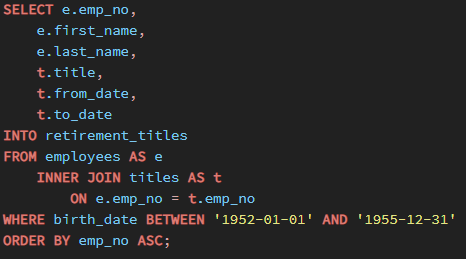 SELECT e.emp_no,
    e.first_name,
    e.last_name,
    t.title,
    t.from_date,
    t.to_date
INTO retirement_titles
FROM employees AS e
    INNER JOIN titles AS t
        ON e.emp_no = t.emp_no
WHERE birth_date BETWEEN '1952-01-01' AND '1955-12-31'
ORDER BY emp_no ASC;